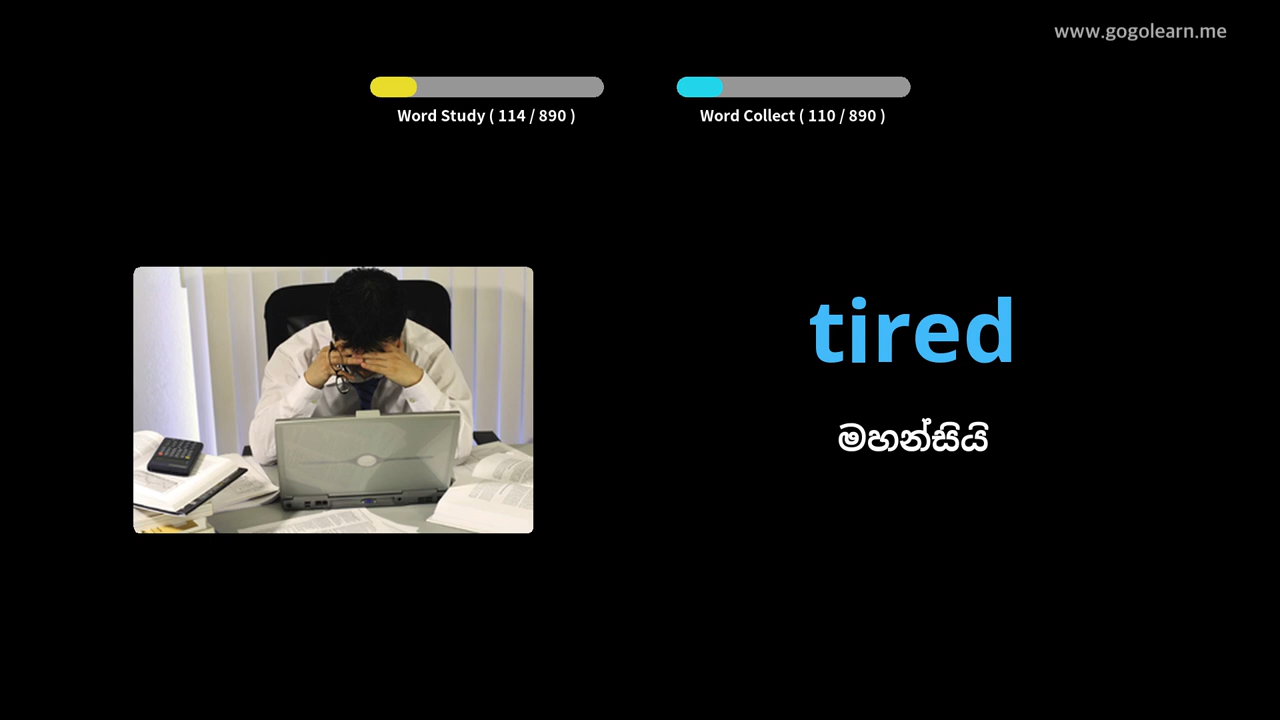 www.gogolearn.me
Word Study ( 114 / 890 )
Word Collect ( 110 / 890 )
tired
මහන්සියි